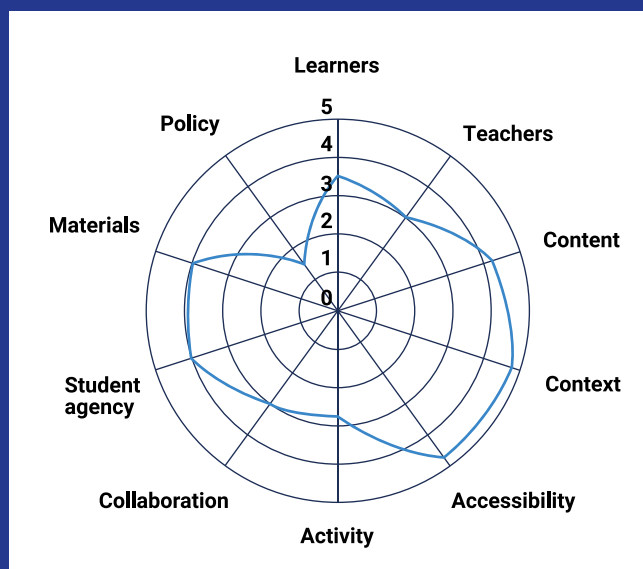 Learners
Policy
Teachers
5
4
3
2
1
0
Materials
Content
Student
agency
Context
Collaboration
Accessibility
Activity